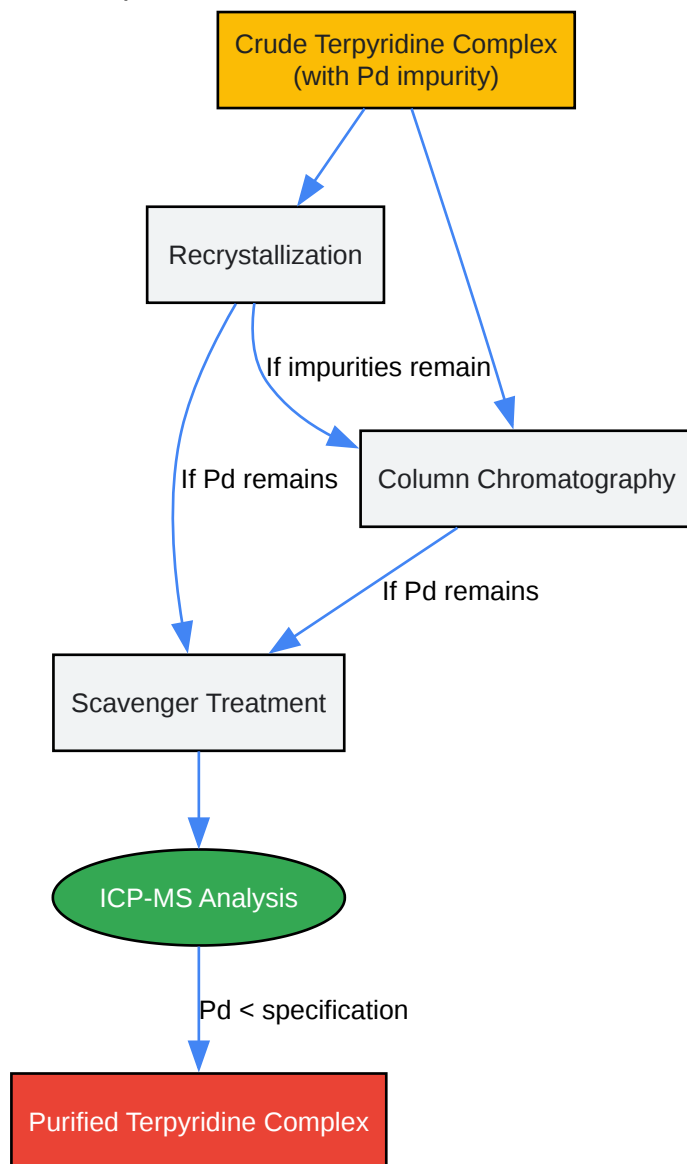 Crude Terpyridine Complex
(with Pd impurity)
Recrystallization
If impurities remain
Column Chromatography
If Pd remains
If Pd remains
Scavenger Treatment
ICP-MS Analysis
Pd < specification
Purified Terpyridine Complex